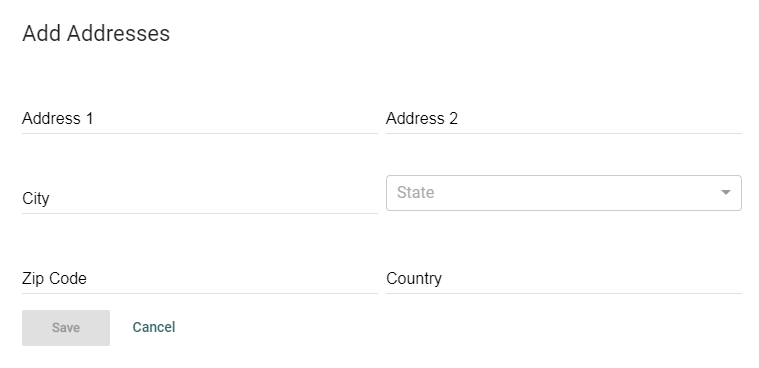 Add Addresses
Address 1
Address 2
City
State
Zip Code
Country
Save
Cancel